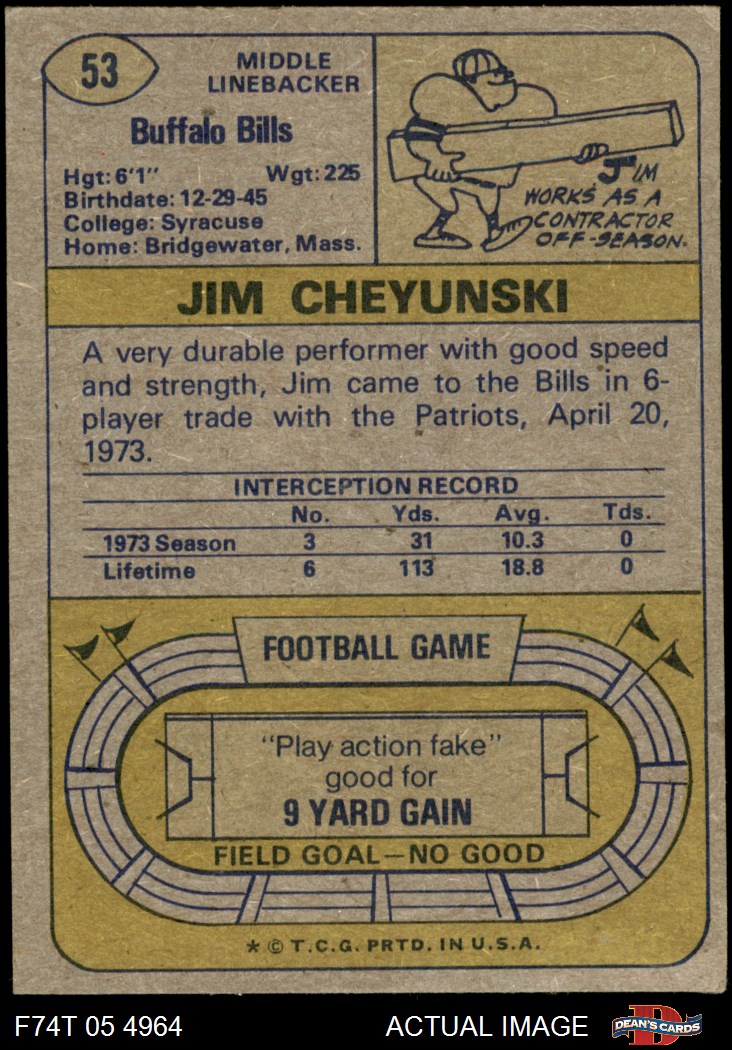 53
MIDDLE
LINEBACKER
Buffalo Bills
Hgt: 6'1" Wgt: 225
Birthdate: 12-29-45
College: Syracuse
Home: Bridgewater, Mass.
JIM
WORKS AS A
CONTRACTOR
OFF-SEASON.
JIM CHEYUNSKI
A very durable performer with good speed
and strength, Jim came to the Bills in 6-
player trade with the Patriots, April 20,
1973.
INTERCEPTION RECORD
No. Yds. Avg. Tds.
1973 Season 3 31 10.3 0
Lifetime 6 113 18.8 0
FOOTBALL GAME
"Play action fake"
good for
9 YARD GAIN
FIELD GOAL—NO GOOD
* © T.C.G. PRTD. IN U.S.A.
F74T 05 4964 ACTUAL IMAGE D DEAN'S CARDS